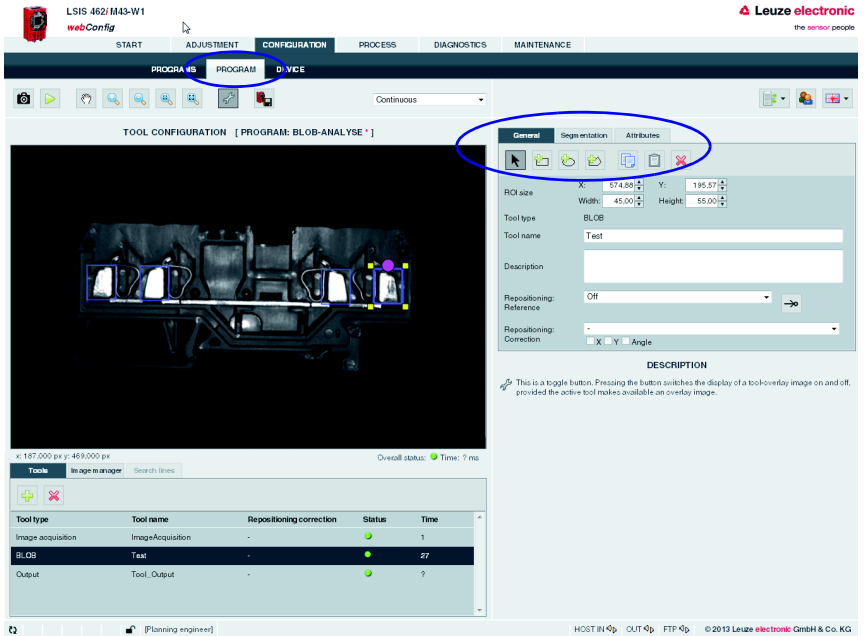 LSIS 462i M43-W1
Leuze electronic
webConfig
the sensor people
START ADJUSTMENT CONFIGURATION PROCESS DIAGNOSTICS MAINTENANCE
PROGRAMS PROGRAM DEVICE
Continuous
TOOL CONFIGURATION [ PROGRAM: BLOB-ANALYSE * ]
General Segmentation Attributes
ROI size X: 574,88 Y: 195,57
Width: 45,00 Height: 55,00
Tool type BLOB
Tool name Test
Description
Repositioning: Reference Off
Repositioning: Correction -
X Y Angle
DESCRIPTION
This is a toggle button. Pressing the button switches the display of a tool-overlay image on and off,
provided the active tool makes available an overlay image.
x: 187,000 px y: 469,000 px
Overall status: Time: ? ms
Tools Image manager Search lines
Tool type Tool name Repositioning correction Status Time
Image acquisition ImageAcquisition - 1
BLOB Test - 27
Output Tool_Output - ?
[Planning engineer]
HOST IN OUT FTP © 2013 Leuze electronic GmbH & Co. KG